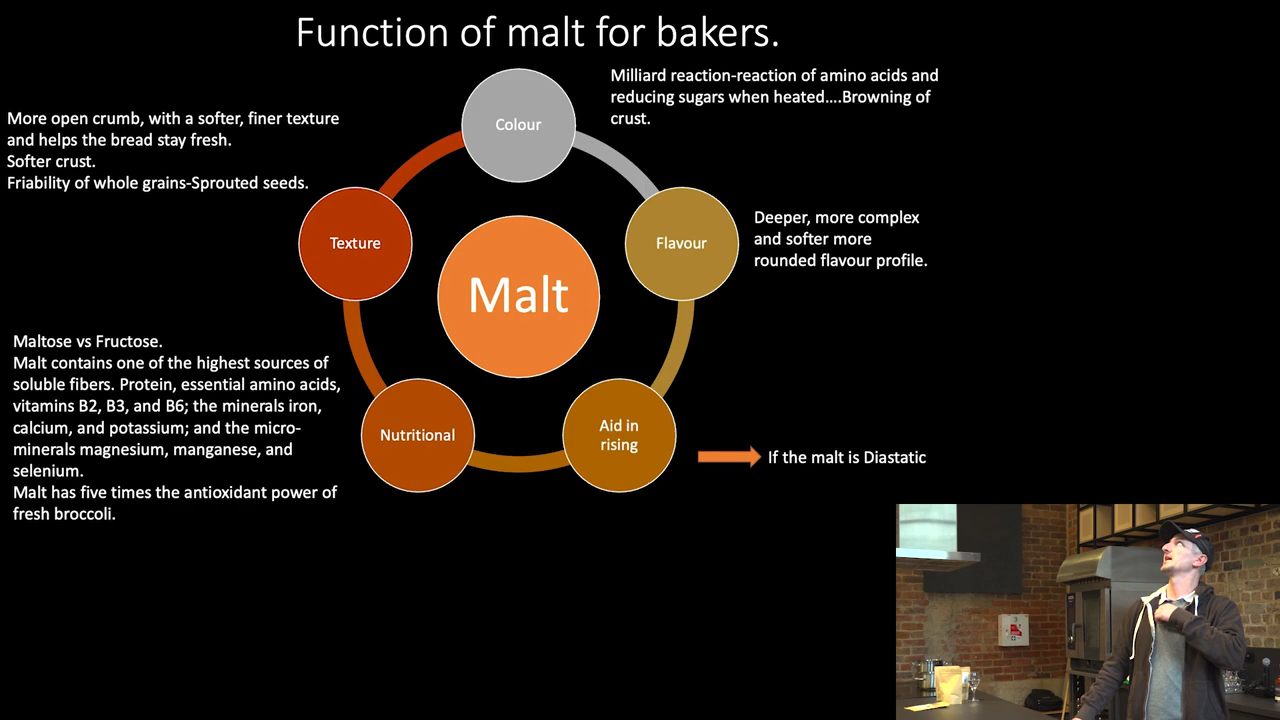 Function of malt for bakers.
Colour
Milliard reaction-reaction of amino acids and
reducing sugars when heated….Browning of
crust.
More open crumb, with a softer, finer texture
and helps the bread stay fresh.
Softer crust.
Friability of whole grains-Sprouted seeds.
Texture
Flavour
Deeper, more complex
and softer more
rounded flavour profile.
Malt
Maltose vs Fructose.
Malt contains one of the highest sources of
soluble fibers. Protein, essential amino acids,
vitamins B2, B3, and B6; the minerals iron,
calcium, and potassium; and the micro-
minerals magnesium, manganese, and
selenium.
Malt has five times the antioxidant power of
fresh broccoli.
Nutritional
Aid in
rising
If the malt is Diastatic